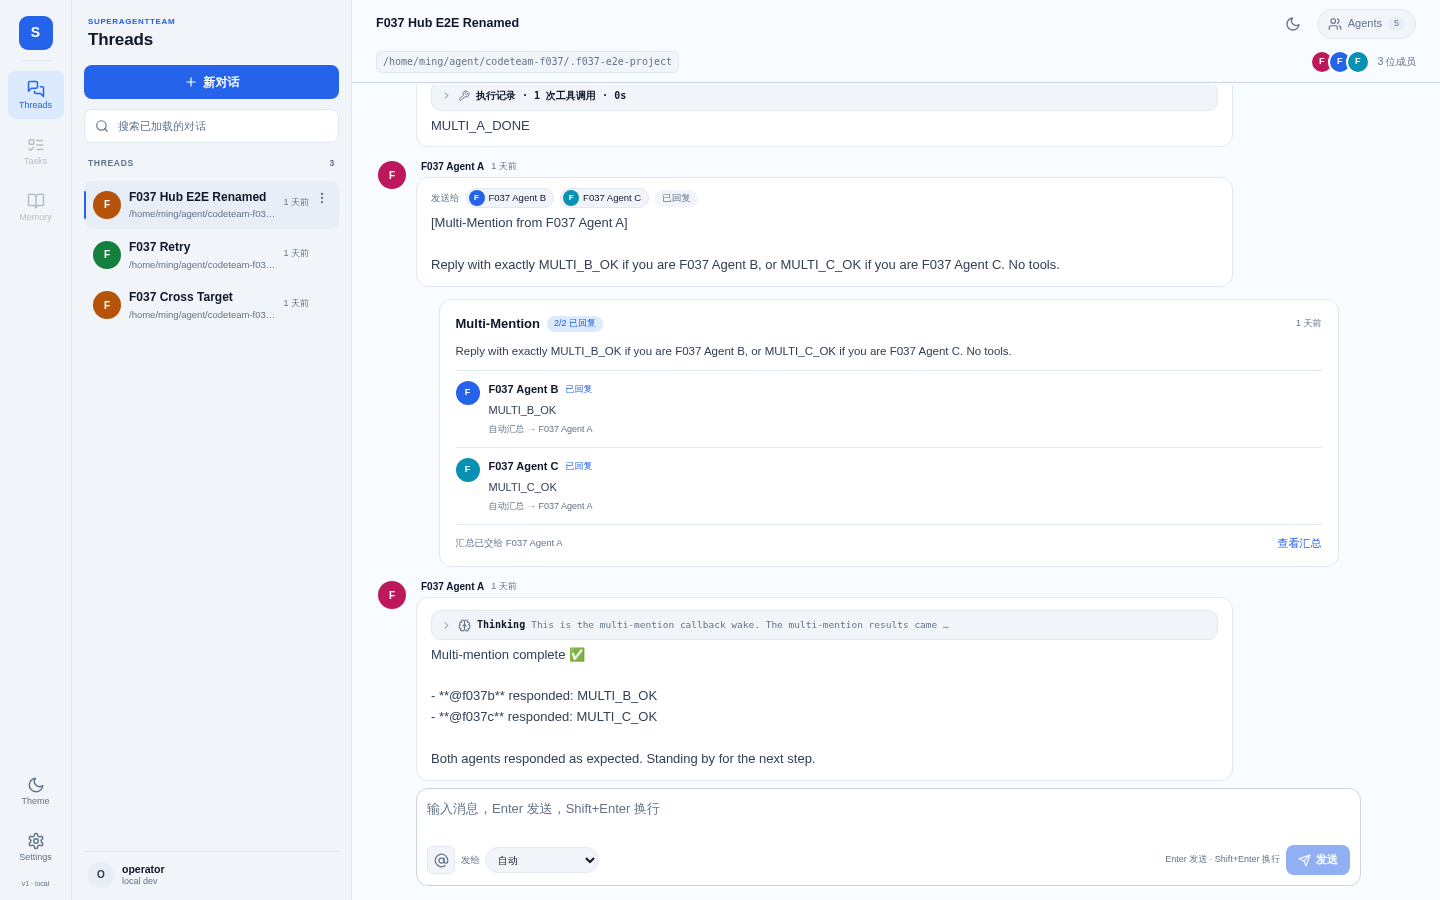 S
Threads
Tasks
Memory
Theme
Settings
v1 · local
SUPERAGENTTEAM
Threads
新对话
搜索已加载的对话
THREADS 3
F F037 Hub E2E Renamed 1 天前
/home/ming/agent/codeteam-f03…
F F037 Retry 1 天前
/home/ming/agent/codeteam-f03…
F F037 Cross Target 1 天前
/home/ming/agent/codeteam-f03…
O operator
local dev
F037 Hub E2E Renamed
Agents 5
/home/ming/agent/codeteam-f037/.f037-e2e-project
F F F 3 位成员
执行记录 · 1 次工具调用 · 0s
MULTI_A_DONE
F F037 Agent A 1 天前
发送给 F F037 Agent B F F037 Agent C 已回复
[Multi-Mention from F037 Agent A]
Reply with exactly MULTI_B_OK if you are F037 Agent B, or MULTI_C_OK if you are F037 Agent C. No tools.
Multi-Mention 2/2 已回复 1 天前
Reply with exactly MULTI_B_OK if you are F037 Agent B, or MULTI_C_OK if you are F037 Agent C. No tools.
F F037 Agent B 已回复
MULTI_B_OK
自动汇总 → F037 Agent A
F F037 Agent C 已回复
MULTI_C_OK
自动汇总 → F037 Agent A
汇总已交给 F037 Agent A 查看汇总
F F037 Agent A 1 天前
Thinking This is the multi-mention callback wake. The multi-mention results came …
Multi-mention complete ✅
- **@f037b** responded: MULTI_B_OK
- **@f037c** responded: MULTI_C_OK
Both agents responded as expected. Standing by for the next step.
输入消息，Enter 发送，Shift+Enter 换行
发给 自动 Enter 发送 · Shift+Enter 换行 发送